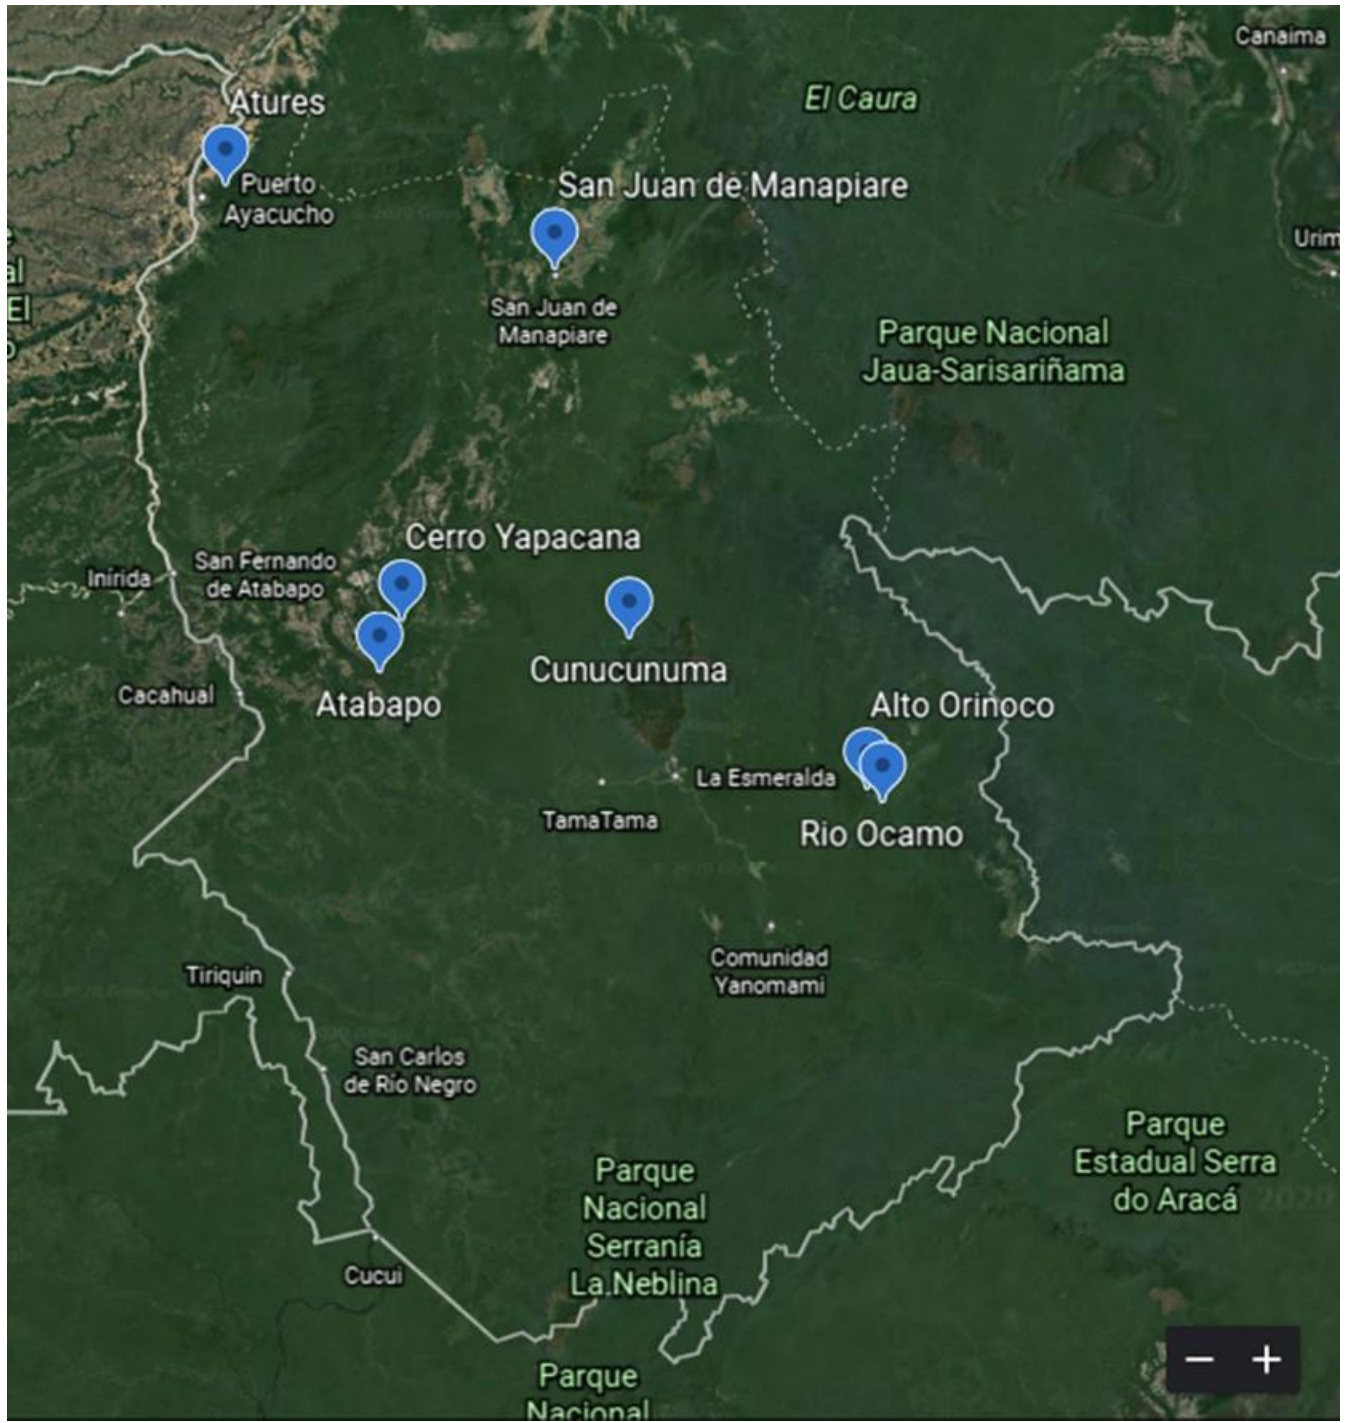 Canaima
El Caura
Atures
Puerto
Ayacucho
San Juan de Manapiare
San Juan de
Manapiare
Urim
al
El
Parque Nacional
Jaua-Sarisariñama
Cerro Yapacana
San Fernando
de Atabapo
Inírida
Cunucunuma
Cacahual
Atabapo
Alto Orinoco
La Esmeralda
TamaTama
Rio Ocamo
Comunidad
Yanomami
Tiriquin
San Carlos
de Río Negro
Parque
Estadual Serra
do Aracá
2020
Parque
Nacional
Serranía
La Neblina
Cucui
Parque
Nacional
− +